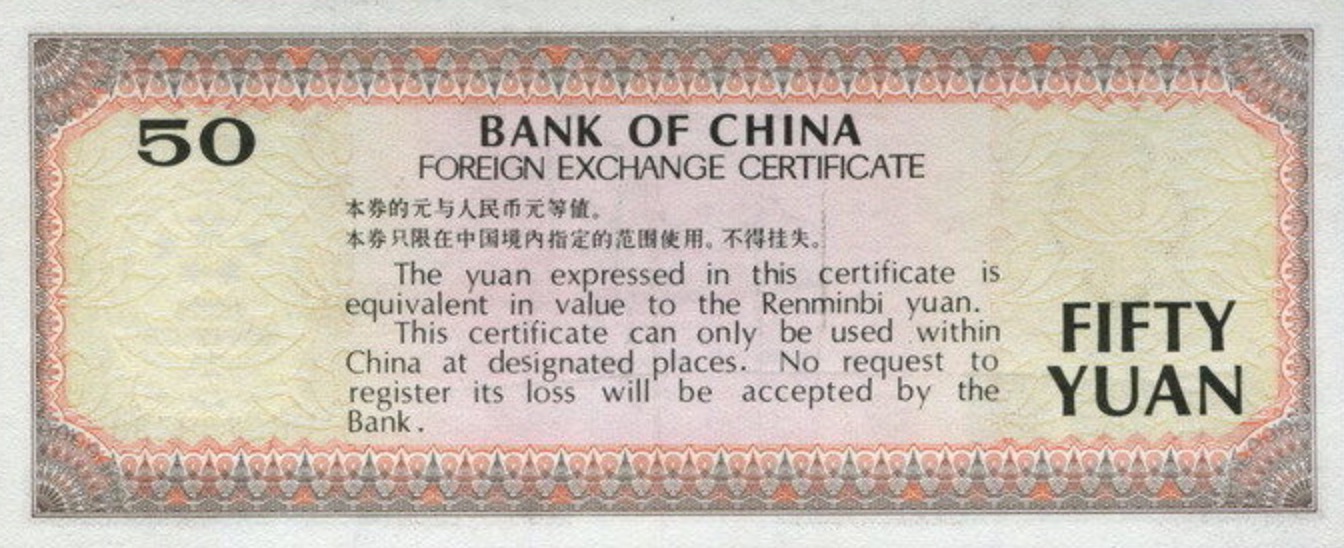 50
BANK OF CHINA
FOREIGN EXCHANGE CERTIFICATE
本券的元与人民币元等值。
本券只限在中国境内指定的范围使用。不得挂失。
The yuan expressed in this certificate is
equivalent in value to the Renminbi yuan.
This certificate can only be used within
China at designated places. No request to
register its loss will be accepted by the
Bank.
FIFTY
YUAN